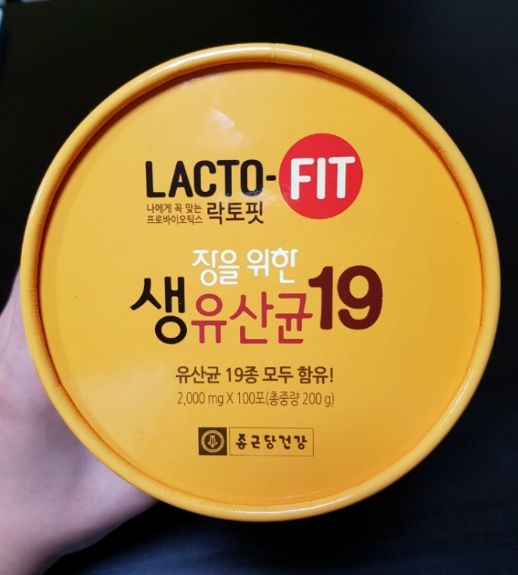 LACTO-FIT
나에게 꼭 맞는
프로바이오틱스 락토핏
장을 위한
생유산균19
유산균 19종 모두 함유!
2,000 mg X 100포(총중량 200 g)
종근당건강